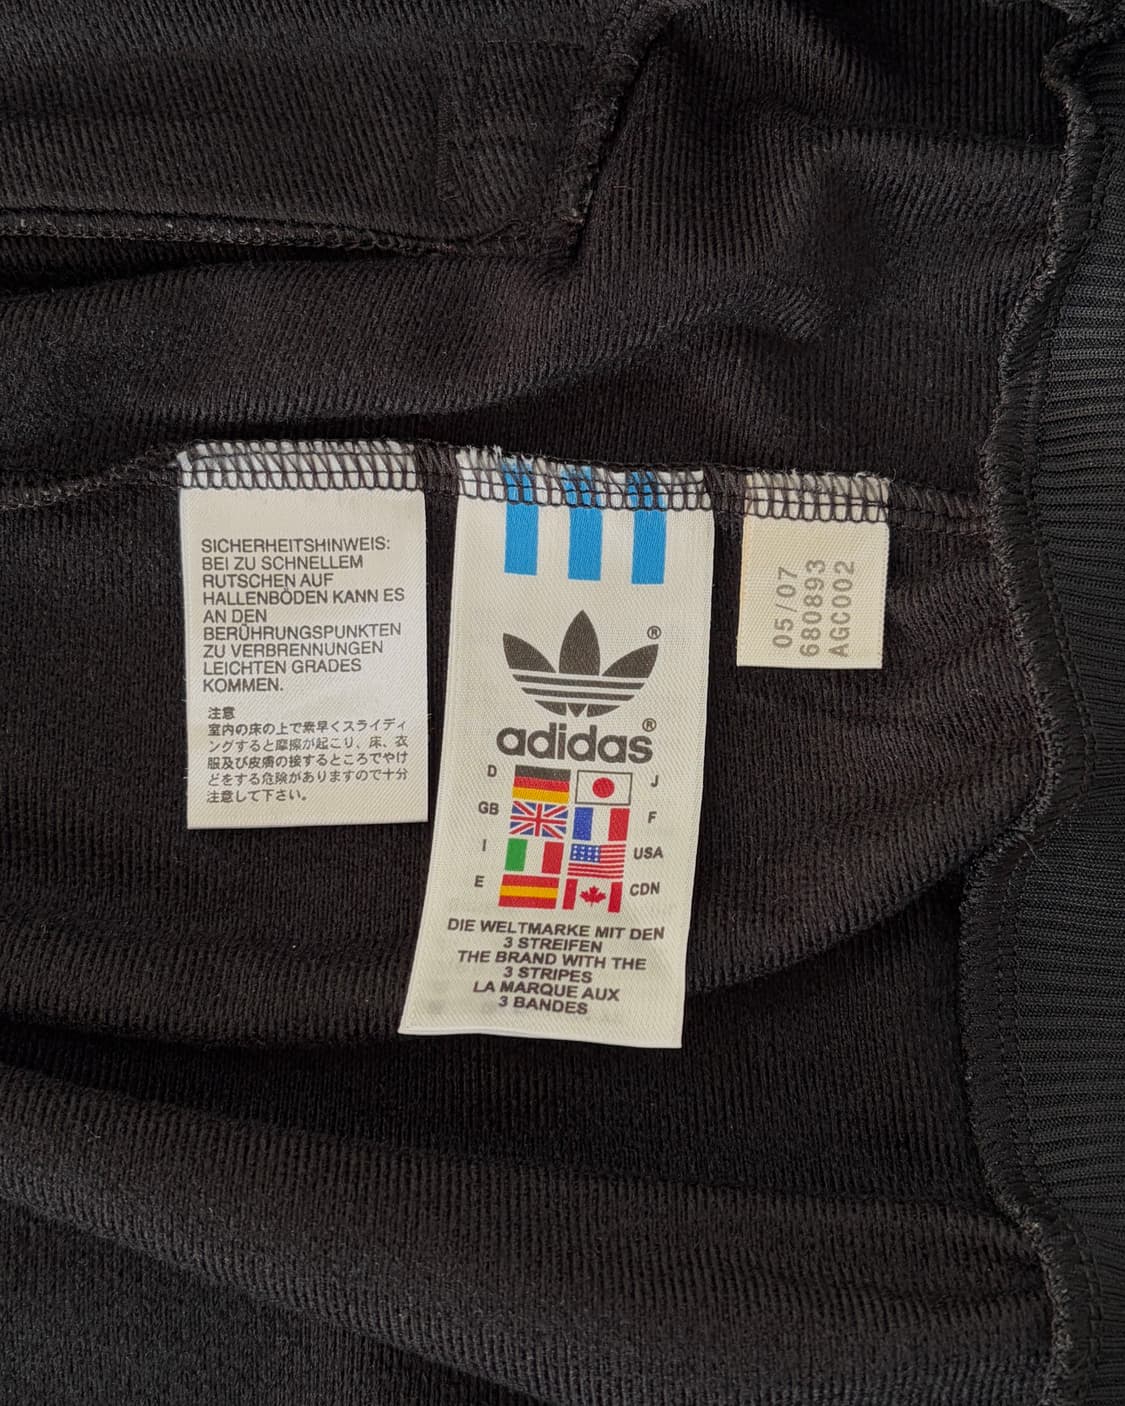 SICHERHEITSHINWEIS:
BEI ZU SCHNELLEM
RUTSCHEN AUF
HALLENBÖDEN KANN ES
AN DEN
BERÜHRUNGSPUNKTEN
ZU VERBRENNUNGEN
LEICHTEN GRADES
KOMMEN.
注意
室内の床の上で素早くスライディ
ングすると摩擦が起こり、床、衣
服及び皮膚の接するところでやけ
どをする危険がありますので十分
注意して下さい。
®
adidas®
D J
GB F
I USA
E CDN
DIE WELTMARKE MIT DEN
3 STREIFEN
THE BRAND WITH THE
3 STRIPES
LA MARQUE AUX
3 BANDES
05/07
680893
AGC002